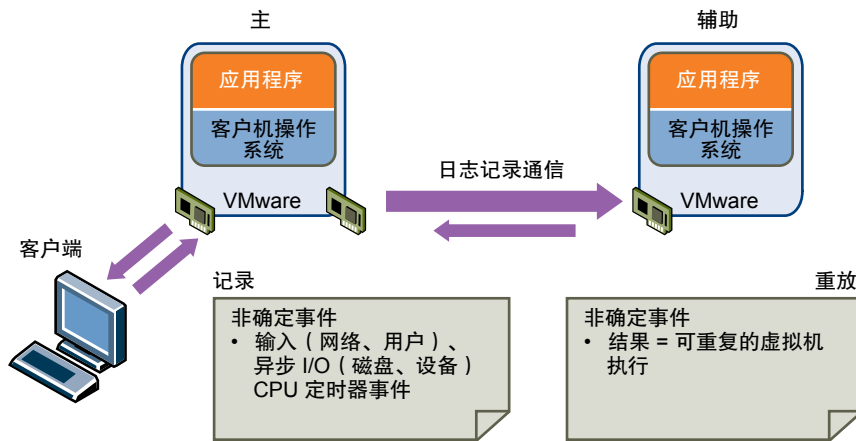 主
辅助
应用程序
客户机操作
系统
VMware
应用程序
客户机操作
系统
VMware
日志记录通信
客户端
记录
重放
非确定事件
• 输入（网络、用户）、
异步 I/O（磁盘、设备）
CPU 定时器事件
非确定事件
• 结果 = 可重复的虚拟机
执行